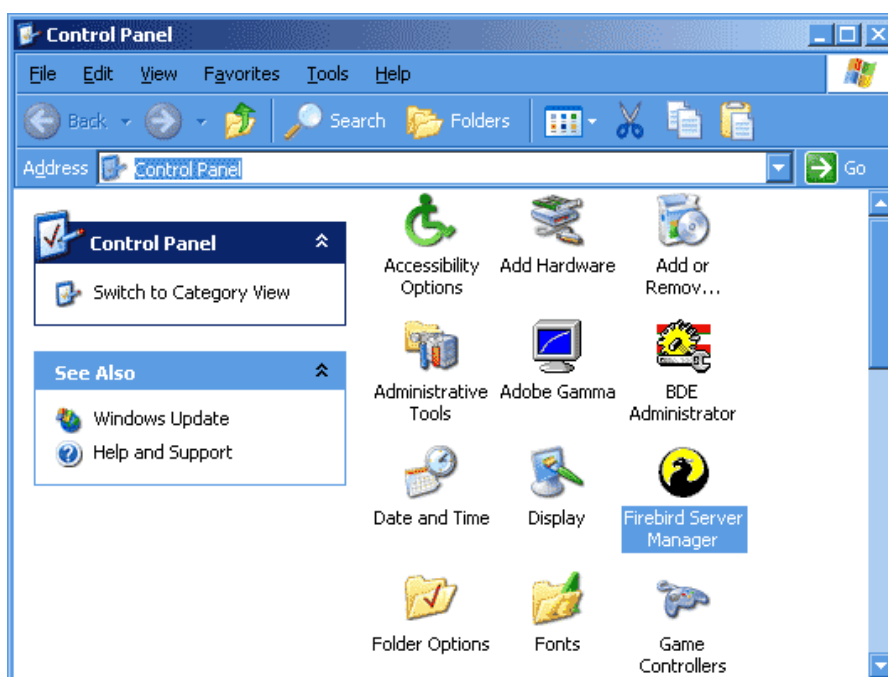 Control Panel
File Edit View Favorites Tools Help
Back Search Folders
Address Control Panel Go
Control Panel
Switch to Category View
See Also
Windows Update
Help and Support
Accessibility Options
Add Hardware
Add or Remov...
Administrative Tools
Adobe Gamma
BDE Administrator
Date and Time
Display
Firebird Server Manager
Folder Options
Fonts
Game Controllers